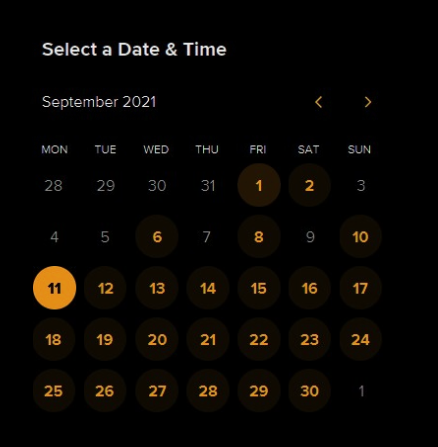 Select a Date & Time
September 2021
MON TUE WED THU FRI SAT SUN
28 29 30 31 1 2 3
4 5 6 7 8 9 10
11 12 13 14 15 16 17
18 19 20 21 22 23 24
25 26 27 28 29 30 1